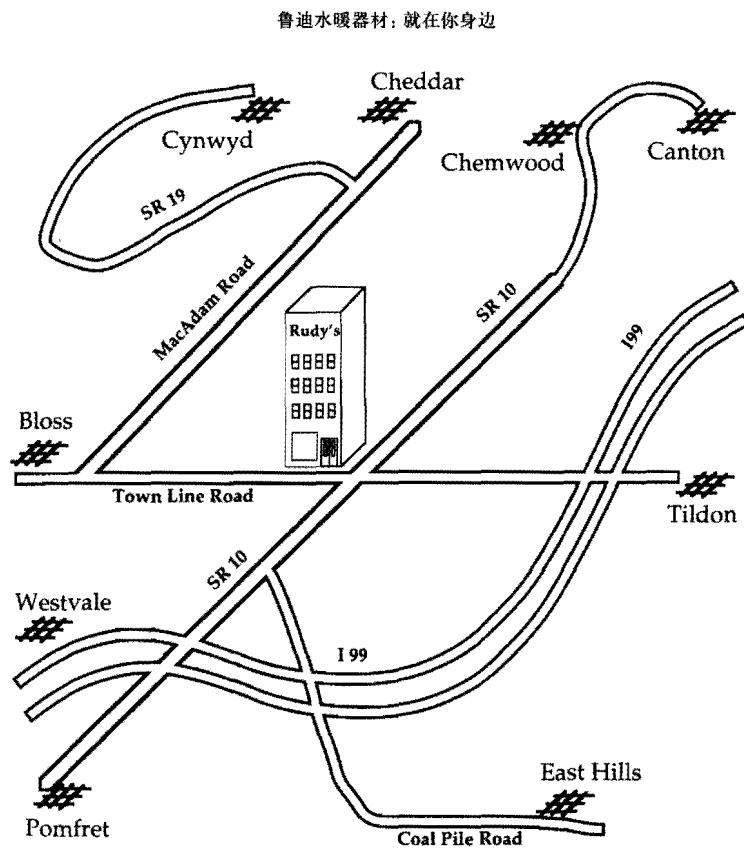 鲁迪水暖器材: 就在你身边
Cheddar
Cynwyd
Chemwood
Canton
SR 19
MacAdam Road
SR 10
Rudy's
I99
Bloss
Town Line Road
Tildon
SR 10
Westvale
I 99
East Hills
Pomfret
Coal Pile Road